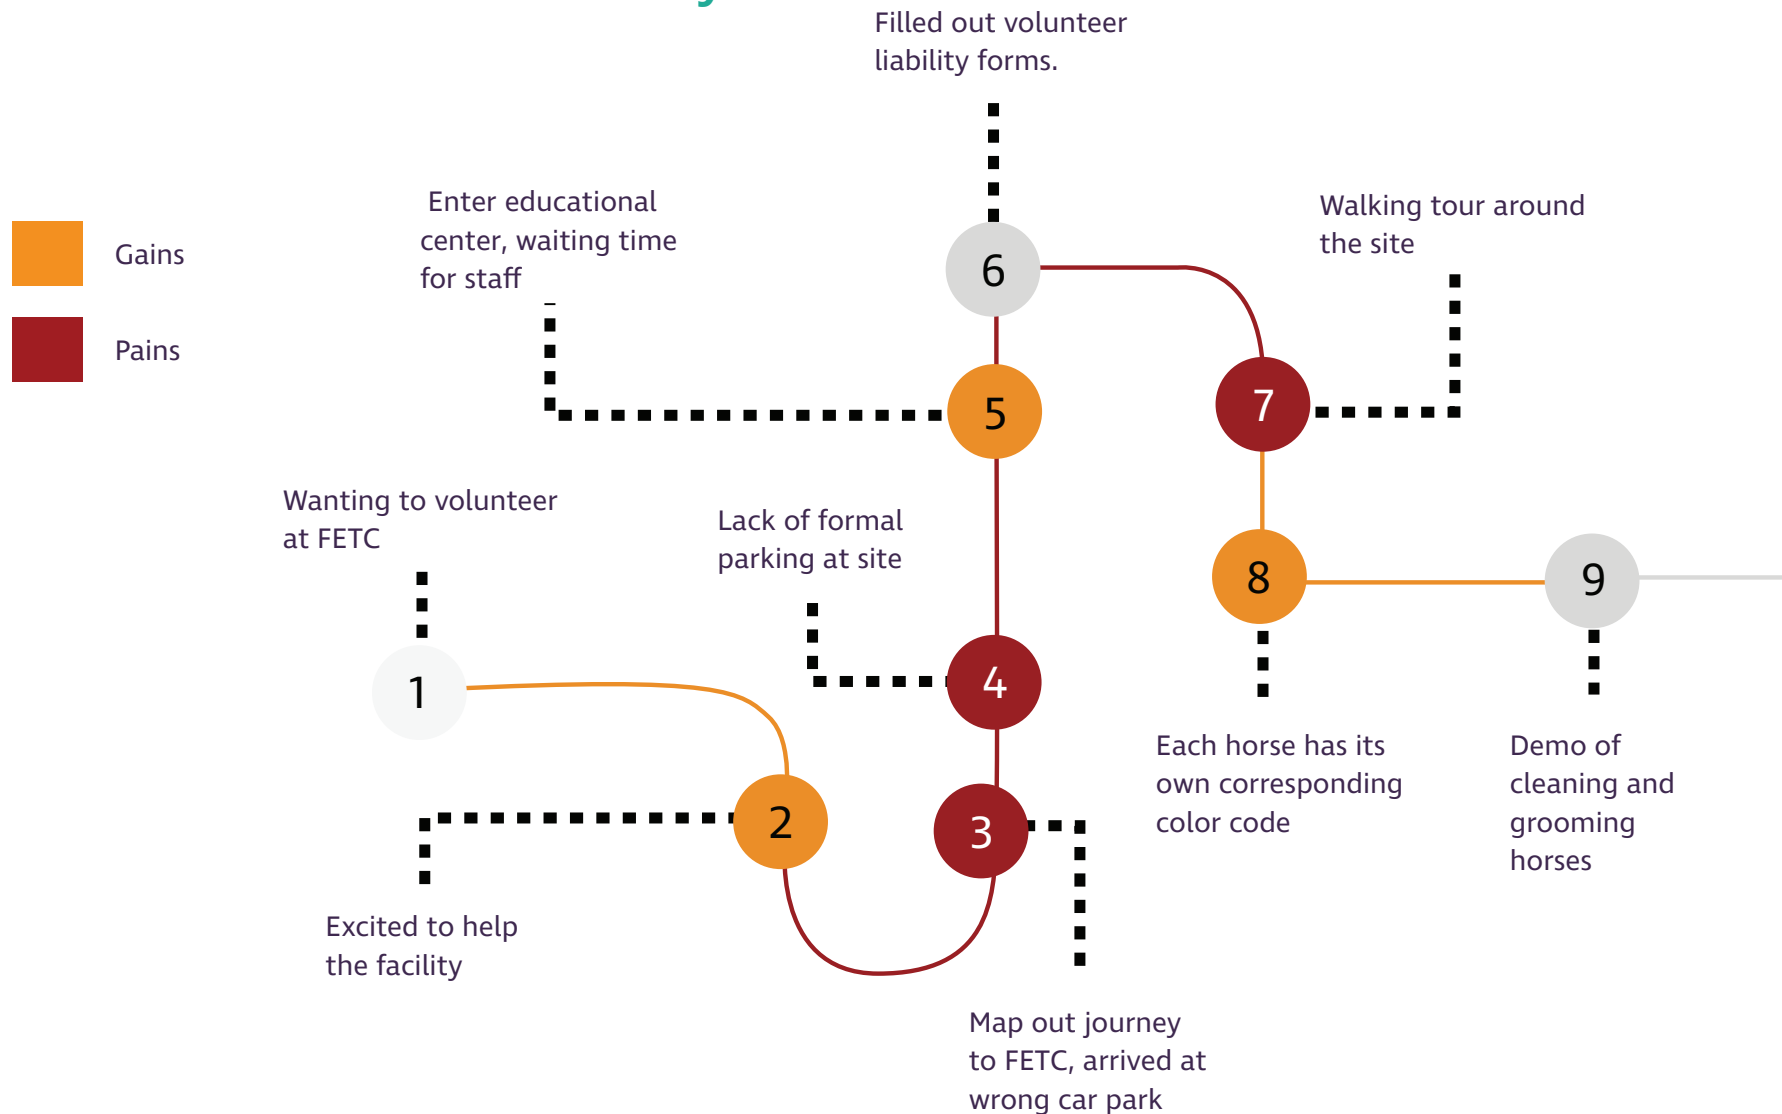 Filled out volunteer
liability forms.
Enter educational
center, waiting time
for staff
Walking tour around
the site
Gains
Pains
6
7
5
Wanting to volunteer
at FETC
Lack of formal
parking at site
8
9
1
4
2
3
Each horse has its
own corresponding
color code
Demo of
cleaning and
grooming
horses
Excited to help
the facility
Map out journey
to FETC, arrived at
wrong car park